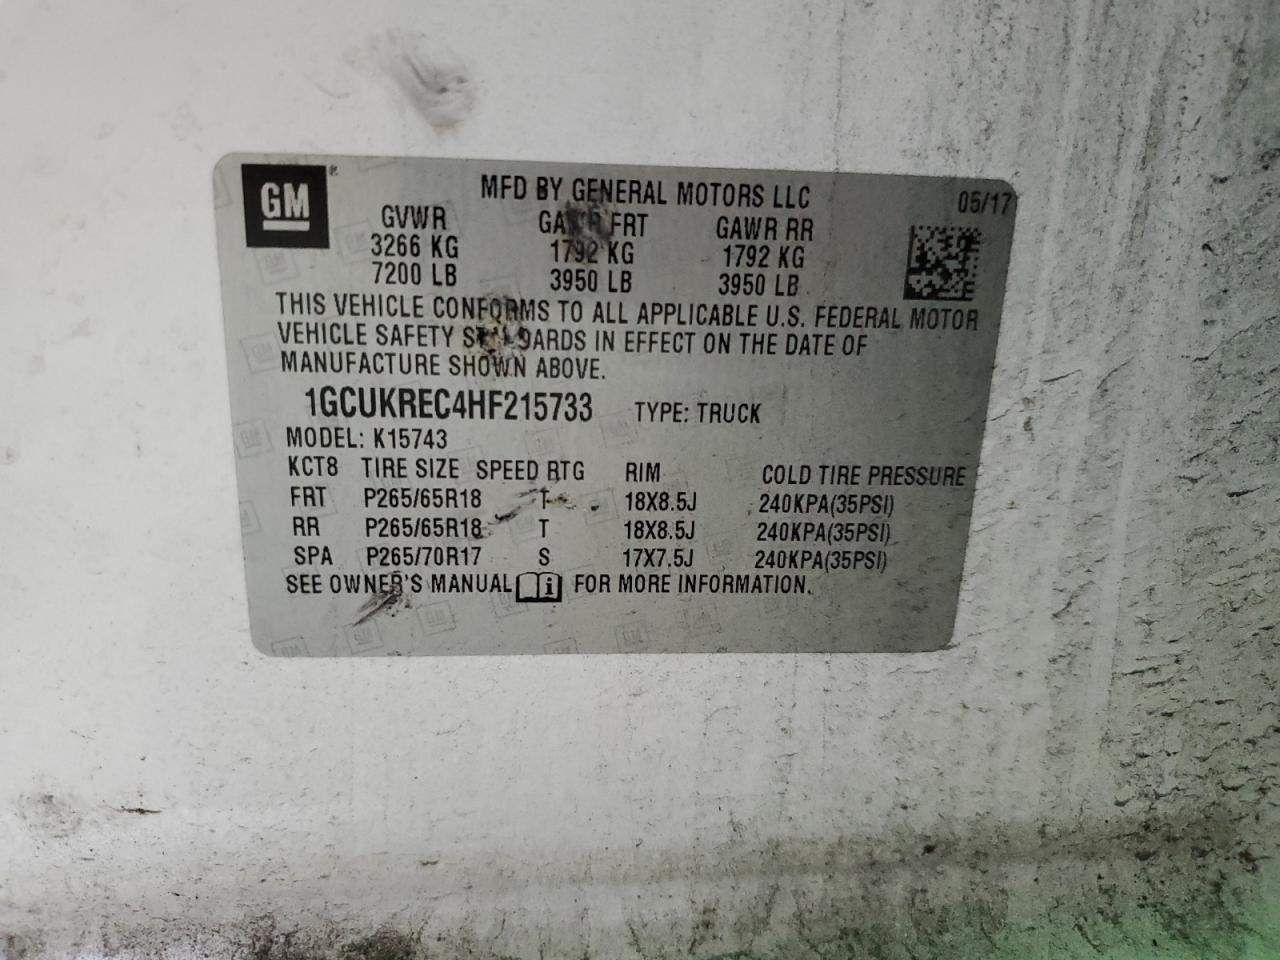 GM
MFD BY GENERAL MOTORS LLC 05/17
GVWR GAWR FRT GAWR RR
3266 KG 1792 KG 1792 KG
7200 LB 3950 LB 3950 LB
THIS VEHICLE CONFORMS TO ALL APPLICABLE U.S. FEDERAL MOTOR
VEHICLE SAFETY STANDARDS IN EFFECT ON THE DATE OF
MANUFACTURE SHOWN ABOVE.
1GCUKREC4HF215733 TYPE: TRUCK
MODEL: K15743
KCT8 TIRE SIZE SPEED RTG RIM COLD TIRE PRESSURE
FRT P265/65R18 T 18X8.5J 240KPA(35PSI)
RR P265/65R18 T 18X8.5J 240KPA(35PSI)
SPA P265/70R17 S 17X7.5J 240KPA(35PSI)
SEE OWNER'S MANUAL i FOR MORE INFORMATION.